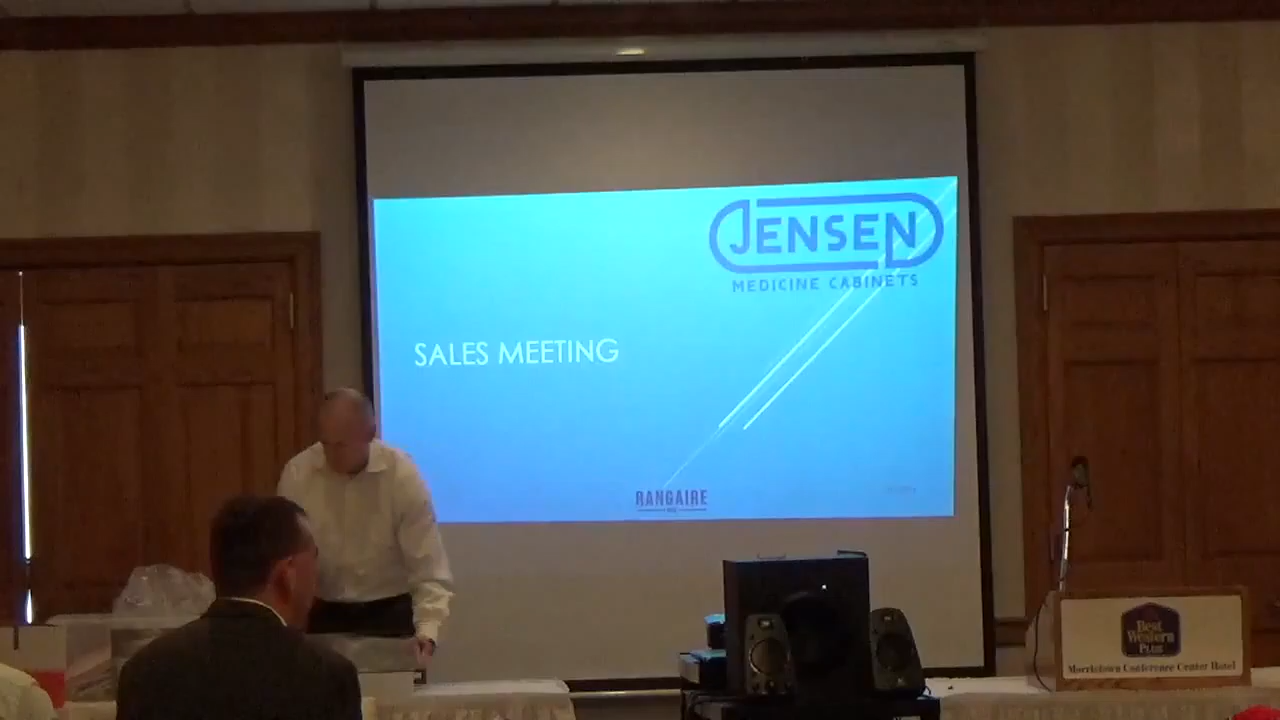 JENSEN
MEDICINE CABINETS
SALES MEETING
RANGAIRE
Best
Western
PLUS
Morristown Conference Center Hotel